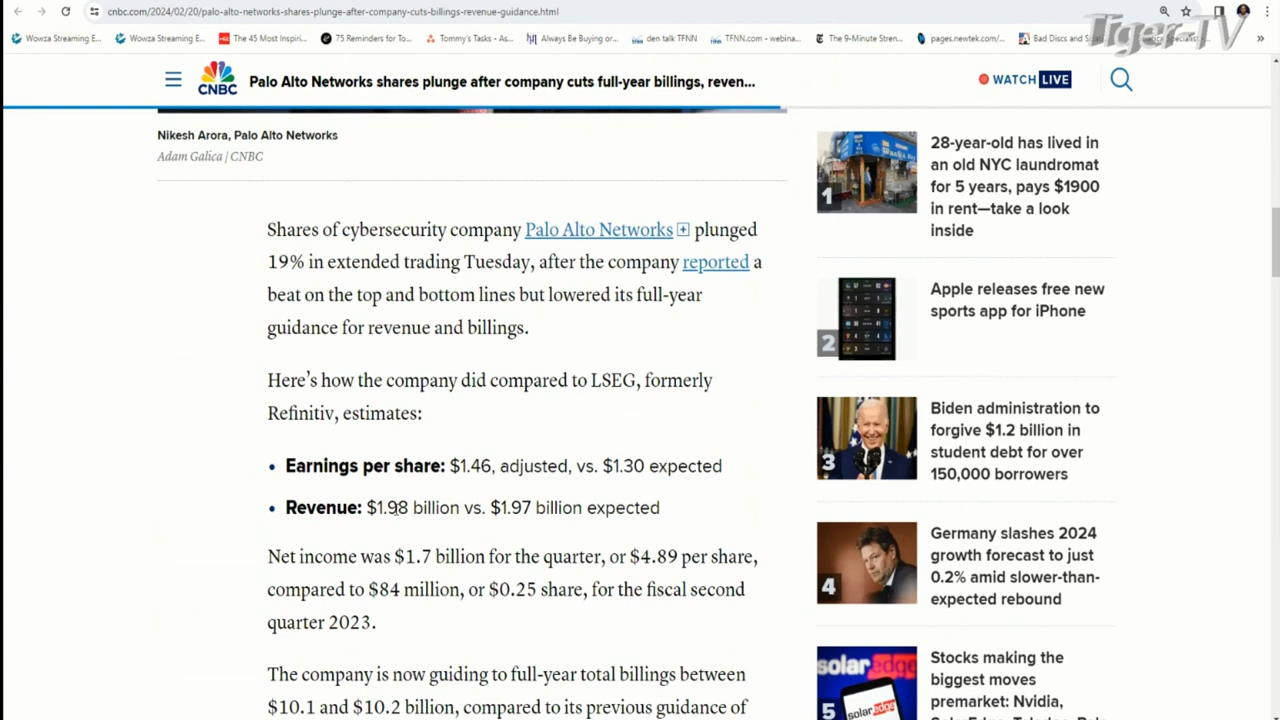 cnbc.com/2024/02/20/palo-alto-networks-shares-plunge-after-company-cuts-billings-revenue-guidance.html
Tiger-TV
Wowza Streaming E...
Wowza Streaming E...
The 45 Most Inspiri...
75 Reminders for To...
Tommy's Tasks - As...
Always Be Buying or...
den talk TFNN
TFNN.com - webina...
The 9-Minute Stren...
pages.newtek.com/...
Bad Discs and
CNBC
Palo Alto Networks shares plunge after company cuts full-year billings, reven...
WATCH LIVE
Nikesh Arora, Palo Alto Networks
Adam Galica | CNBC
Shares of cybersecurity company Palo Alto Networks plunged
19% in extended trading Tuesday, after the company reported a
beat on the top and bottom lines but lowered its full-year
guidance for revenue and billings.
Here's how the company did compared to LSEG, formerly
Refinitiv, estimates:
• Earnings per share: $1.46, adjusted, vs. $1.30 expected
• Revenue: $1.98 billion vs. $1.97 billion expected
Net income was $1.7 billion for the quarter, or $4.89 per share,
compared to $84 million, or $0.25 share, for the fiscal second
quarter 2023.
The company is now guiding to full-year total billings between
$10.1 and $10.2 billion, compared to its previous guidance of
1
28-year-old has lived in
an old NYC laundromat
for 5 years, pays $1900
in rent—take a look
inside
2
Apple releases free new
sports app for iPhone
3
Biden administration to
forgive $1.2 billion in
student debt for over
150,000 borrowers
4
Germany slashes 2024
growth forecast to just
0.2% amid slower-than-
expected rebound
solaredge
solaredge
5
Stocks making the
biggest moves
premarket: Nvidia,